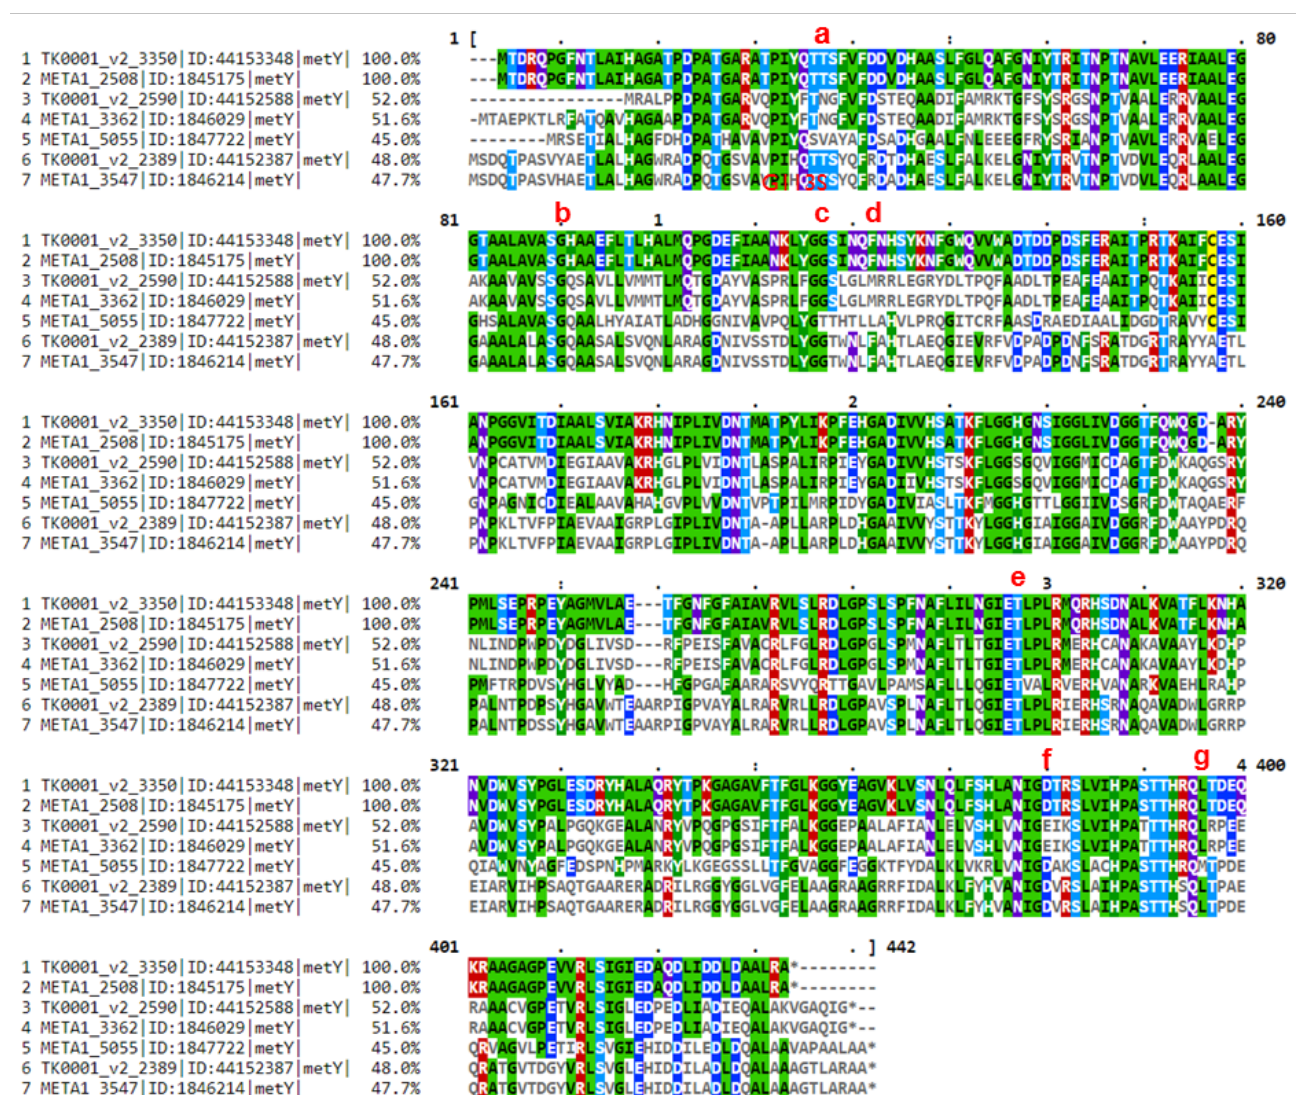 a
1 [ . . . . : . . . 80
1 TK0001_v2_3350|ID:44153348|metY| 100.0% ---MTDRQPGFNTLAIHAGATPDPATGARATPIYQTTSFVFDDVDHAASLFGLQAFGNIYTRITNPTNAVLEERIAALEG
2 META1_2508|ID:1845175|metY| 100.0% ---MTDRQPGFNTLAIHAGATPDPATGARATPIYQTTSFVFDDVDHAASLFGLQAFGNIYTRITNPTNAVLEERIAALEG
3 TK0001_v2_2590|ID:44152588|metY| 52.0% ----------------MRALPPDPATGARVQPIYFTNGFVFDSTEQAADIFAMRKTGFSYSRGSNPTVAALERRVAALEG
4 META1_3362|ID:1846029|metY| 51.6% -MTAEPKTLRFATQAVHAGAAPDPATGARVQPIYFTNGFVFDSTEQAADIFAMRKTGFSYSRGSNPTVAALERRVAALEG
5 META1_5055|ID:1847722|metY| 45.0% --------MRSETIALHAGFDHDPATHAVAVPIYQSVAYAFDSADHGAALFNLEEEGFRYSRIANPTVAVLERRVAELEG
6 TK0001_v2_2389|ID:44152387|metY| 48.0% MSDQTPASVYAETLALHAGWRADPQTGSVAVPIHQTTSYQFRDTDHAESLFALKELGNIYTRVTNPTVDVLEQRLAALEG
7 META1_3547|ID:1846214|metY| 47.7% MSDQTPASVHAETLALHAGWRADPQTGSVAVPIHQTTSYQFRDADHAESLFALKELGNIYTRVTNPTVDVLEQRLAALEG
b c d
81 . 1 . . . . : . 160
1 TK0001_v2_3350|ID:44153348|metY| 100.0% GTAALAVASGHAAEFLTLHALMQPGDEFIAANKLYGGSINQFNHSYKNFGWQVVWADTDDPDSFERAITPRTKAIFCESI
2 META1_2508|ID:1845175|metY| 100.0% GTAALAVASGHAAEFLTLHALMQPGDEFIAANKLYGGSINQFNHSYKNFGWQVVWADTDDPDSFERAITPRTKAIFCESI
3 TK0001_v2_2590|ID:44152588|metY| 52.0% AKAAVAVSSGQSAVLLVMMTLMQTGDAYVASPRLFGGSLGLMRRLEGRYDLTPQFAADLTPEAFEAAITPQTKAIICESI
4 META1_3362|ID:1846029|metY| 51.6% AKAAVAVSSGQSAVLLVMMTLMQTGDAYVASPRLFGGSLGLMRRLEGRYDLTPQFAADLTPEAFEAAITPQTKAIICESI
5 META1_5055|ID:1847722|metY| 45.0% GHSALAVASGQAALHYAIATLADHGGNIVAVPQLYGTTHTLLAHVLPRQGITCRFAASDRAEDIAALIDGDTRAVYCESI
6 TK0001_v2_2389|ID:44152387|metY| 48.0% GAAALALASGQAASALSVQNLARAGDNIVSSTDLYGGTWNLFAHTLAEQGIEVRFVDPADPDNFSRATDGRTRAYYAETL
7 META1_3547|ID:1846214|metY| 47.7% GAAALALASGQAASALSVQNLARAGDNIVSSTDLYGGTWNLFAHTLAEQGIEVRFVDPADPDNFSRATDGRTRAYYAETL
161 . . . 2 . . . . 240
1 TK0001_v2_3350|ID:44153348|metY| 100.0% ANPGGVITDIAALSVIAKRHNIPLIVDNTMATPYLIKPFEHGADIVVHSATKFLGGHGNSIGGLIVDGGTFQWQGD-ARY
2 META1_2508|ID:1845175|metY| 100.0% ANPGGVITDIAALSVIAKRHNIPLIVDNTMATPYLIKPFEHGADIVVHSATKFLGGHGNSIGGLIVDGGTFQWQGD-ARY
3 TK0001_v2_2590|ID:44152588|metY| 52.0% VNPCATVMDIEGIAAVAKRHGLPLVIDNTLASPALIRPIEYGADIVVHSTSKFLGGSGQVIGGMICDAGTFDWKAQGSRY
4 META1_3362|ID:1846029|metY| 51.6% VNPCATVMDIEGIAAVAKRHGLPLVIDNTLASPALIRPIEYGADIIVHSTSKFLGGSGQVIGGMICDAGTFDWKAQGSRY
5 META1_5055|ID:1847722|metY| 45.0% GNPAGNICDIEALAAVAHAHGVPLVVDNTVPTPILMRPIDYGADIVIASLTKFMGGHGTTLGGIIVDSGRFDWTAQAERF
6 TK0001_v2_2389|ID:44152387|metY| 48.0% PNPKLTVFPIAEVAAIGRPLGIPLIVDNTA-APLLARPLDHGAAIVVYSTTKYLGGHGIAIGGAIVDGGRFDWAAYPDRQ
7 META1_3547|ID:1846214|metY| 47.7% PNPKLTVFPIAEVAAIGRPLGIPLIVDNTA-APLLARPLDHGAAIVVYSTTKYLGGHGIAIGGAIVDGGRFDWAAYPDRQ
e
241 : . . . . 3 . . 320
1 TK0001_v2_3350|ID:44153348|metY| 100.0% PMLSEPRPEYAGMVLAE---TFGNFGFAIAVRVLSLRDLGPSLSPFNAFLILNGIETLPLRMQRHSDNALKVATFLKNHA
2 META1_2508|ID:1845175|metY| 100.0% PMLSEPRPEYAGMVLAE---TFGNFGFAIAVRVLSLRDLGPSLSPFNAFLILNGIETLPLRMQRHSDNALKVATFLKNHA
3 TK0001_v2_2590|ID:44152588|metY| 52.0% NLINDPWPDYDGLIVSD---RFPEISFAVACRLFGLRDLGPGLSPMNAFLTLTGIETLPLRMERHCANAKAVAAYLKDHP
4 META1_3362|ID:1846029|metY| 51.6% NLINDPWPDYDGLIVSD---RFPEISFAVACRLFGLRDLGPGLSPMNAFLTLTGIETLPLRMERHCANAKAVAAYLKDHP
5 META1_5055|ID:1847722|metY| 45.0% PMFTRPDVSYHGLVYAD---HFGPGAFAARARSVYQRTTGAVLPAMSAFLLLQGIETVALRVERHVANARKVAEHLRAHP
6 TK0001_v2_2389|ID:44152387|metY| 48.0% PALNTPDPSYHGAVWTEAARPIGPVAYALRARVRLLRDLGPAVSPLNAFLTLQGIETLPLRIERHSRNAQAVADWLGRRP
7 META1_3547|ID:1846214|metY| 47.7% PALNTPDSSYHGAVWTEAARPIGPVAYALRARVRLLRDLGPAVSPLNAFLTLQGIETLPLRIERHSRNAQAVADWLGRRP
f g
321 . . : . . . . 4 400
1 TK0001_v2_3350|ID:44153348|metY| 100.0% NVDWVSYPGLESDRYHALAQRYTPKGAGAVFTFGLKGGYEAGVKLVSNLQLFSHLANIGDTRSLVIHPASTTHRQLTDEQ
2 META1_2508|ID:1845175|metY| 100.0% NVDWVSYPGLESDRYHALAQRYTPKGAGAVFTFGLKGGYEAGVKLVSNLQLFSHLANIGDTRSLVIHPASTTHRQLTDEQ
3 TK0001_v2_2590|ID:44152588|metY| 52.0% AVDWVSYPALPGQKGEALANRYVPQGPGSIFTFALKGGEPAALAFIANLELVSHLVNIGEIKSLVIHPATTTHRQLRPEE
4 META1_3362|ID:1846029|metY| 51.6% AVDWVSYPALPGQKGEALANRYVPQGPGSIFTFALKGGEPAALAFIANLELVSHLVNIGEIKSLVIHPATTTHRQLRPEE
5 META1_5055|ID:1847722|metY| 45.0% QIAWVNYAGFEDSPNHPMARKYLKGEGSSLLTFGVAGGFEGGKTFYDALKLVKRLVNIGDAKSLACHPASTTHRQMTPDE
6 TK0001_v2_2389|ID:44152387|metY| 48.0% EIARVIHPSAQTGAARERADRILRGGYGGLVGFELAAGRAAGRRFIDALKLFYHVANIGDVRSLAIHPASTTHSQLTPAE
7 META1_3547|ID:1846214|metY| 47.7% EIARVIHPSAQTGAARERADRILRGGYGGLVGFELAAGRAAGRRFIDALKLFYHVANIGDVRSLAIHPASTTHSQLTPDE
401 . . . . ] 442
1 TK0001_v2_3350|ID:44153348|metY| 100.0% KRAAGAGPEVVRLSIGIEDAQDLIDDLDAALRA*--------
2 META1_2508|ID:1845175|metY| 100.0% KRAAGAGPEVVRLSIGIEDAQDLIDDLDAALRA*--------
3 TK0001_v2_2590|ID:44152588|metY| 52.0% RAAACVGPETVRLSIGLEDPEDLIADIEQALAKVGAQIG*--
4 META1_3362|ID:1846029|metY| 51.6% RAAACVGPETVRLSIGLEDPEDLIADIEQALAKVGAQIG*--
5 META1_5055|ID:1847722|metY| 45.0% QRVAGVLPETIRLSVGIEHIDDILEDLDQALAAVAPAALAA*
6 TK0001_v2_2389|ID:44152387|metY| 48.0% QRATGVTDGYVRLSVGLEHIDDILADLDQALAAAGTLARAA*
7 META1_3547|ID:1846214|metY| 47.7% QRATGVTDGYVRLSVGLEHIDDILADLDQALAAAGTLARAA*